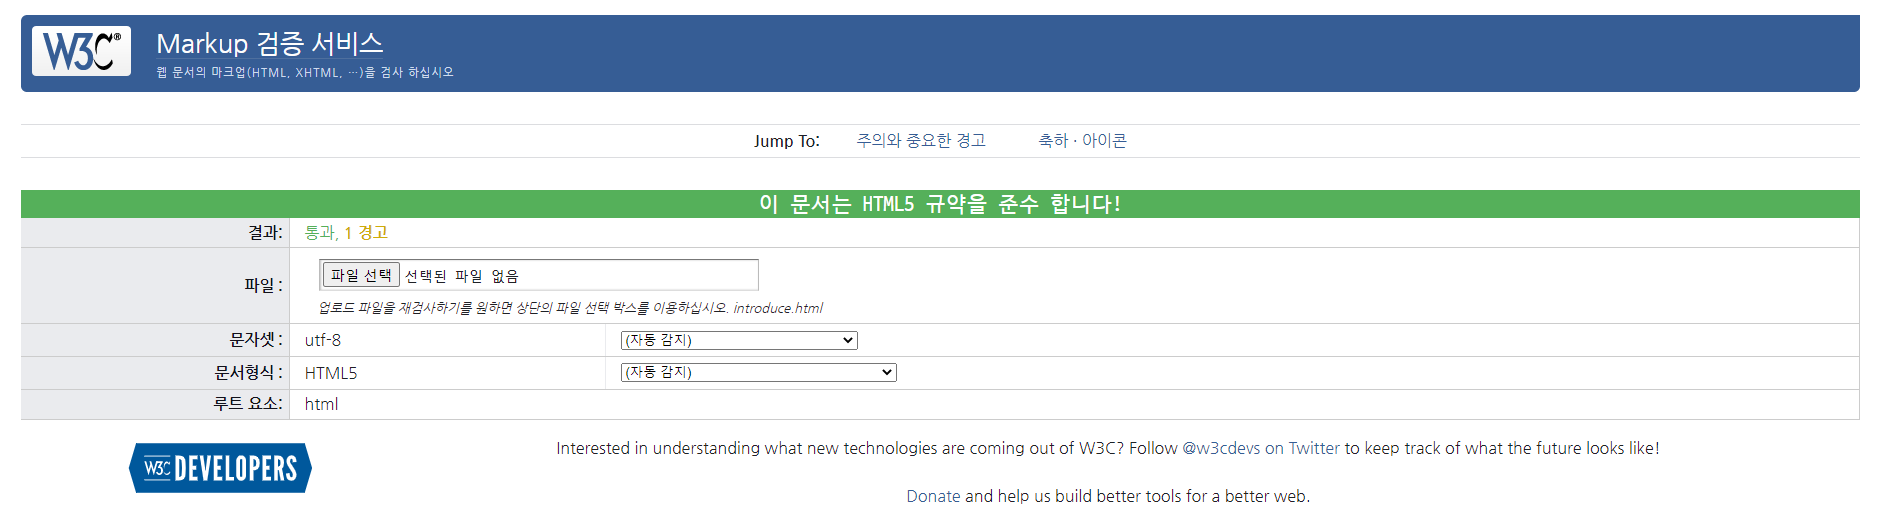 W3C®
Markup 검증 서비스
웹 문서의 마크업(HTML, XHTML, …)을 검사 하십시오
Jump To: 주의와 중요한 경고 축하 · 아이콘
이 문서는 HTML5 규약을 준수 합니다!
결과: 통과, 1 경고
파일 : 파일 선택 선택된 파일 없음
업로드 파일을 재검사하기를 원하면 상단의 파일 선택 박스를 이용하십시오. introduce.html
문자셋 : utf-8 (자동 감지)
문서형식 : HTML5 (자동 감지)
루트 요소: html
W3C DEVELOPERS
Interested in understanding what new technologies are coming out of W3C? Follow @w3cdevs on Twitter to keep track of what the future looks like!
Donate and help us build better tools for a better web.